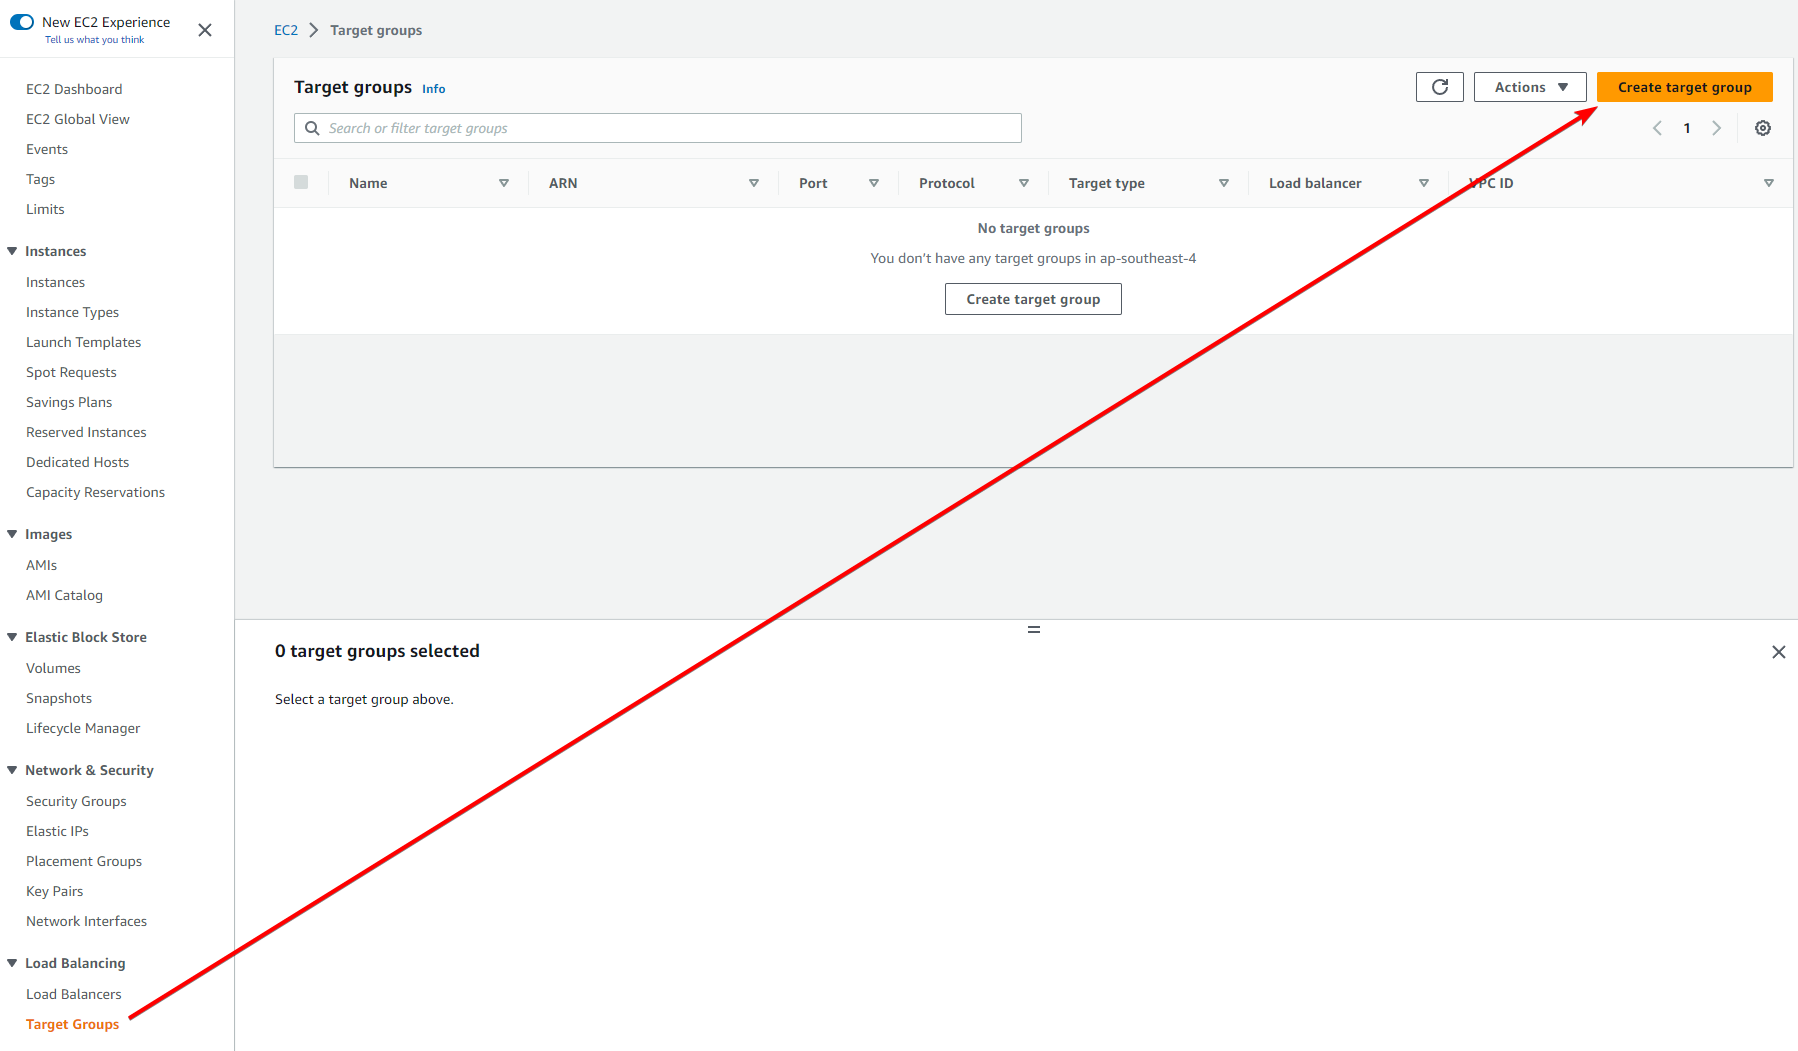 New EC2 Experience
Tell us what you think
EC2 Dashboard
EC2 Global View
Events
Tags
Limits
Instances
Instances
Instance Types
Launch Templates
Spot Requests
Savings Plans
Reserved Instances
Dedicated Hosts
Capacity Reservations
Images
AMIs
AMI Catalog
Elastic Block Store
Volumes
Snapshots
Lifecycle Manager
Network & Security
Security Groups
Elastic IPs
Placement Groups
Key Pairs
Network Interfaces
Load Balancing
Load Balancers
Target Groups
EC2 Target groups
Target groups Info
Actions Create target group
Search or filter target groups
1
Name ARN Port Protocol Target type Load balancer VPC ID
No target groups
You don't have any target groups in ap-southeast-4
Create target group
0 target groups selected
Select a target group above.